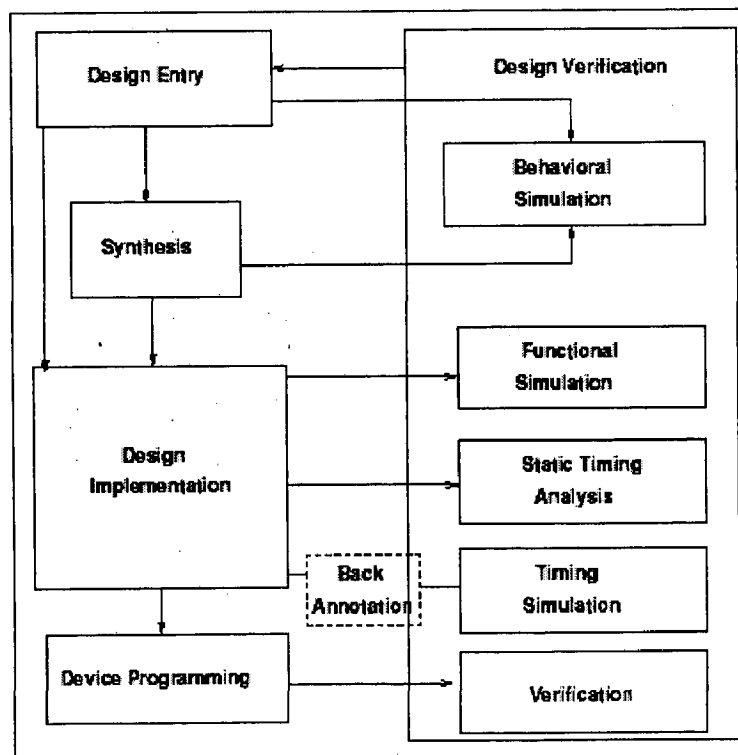 Design Entry
Design Verification
Behavioral
Simulation
Synthesis
Functional
Simulation
Design
Implementation
Static Timing
Analysis
Back
Annotation
Timing
Simulation
Device Programming
Verification